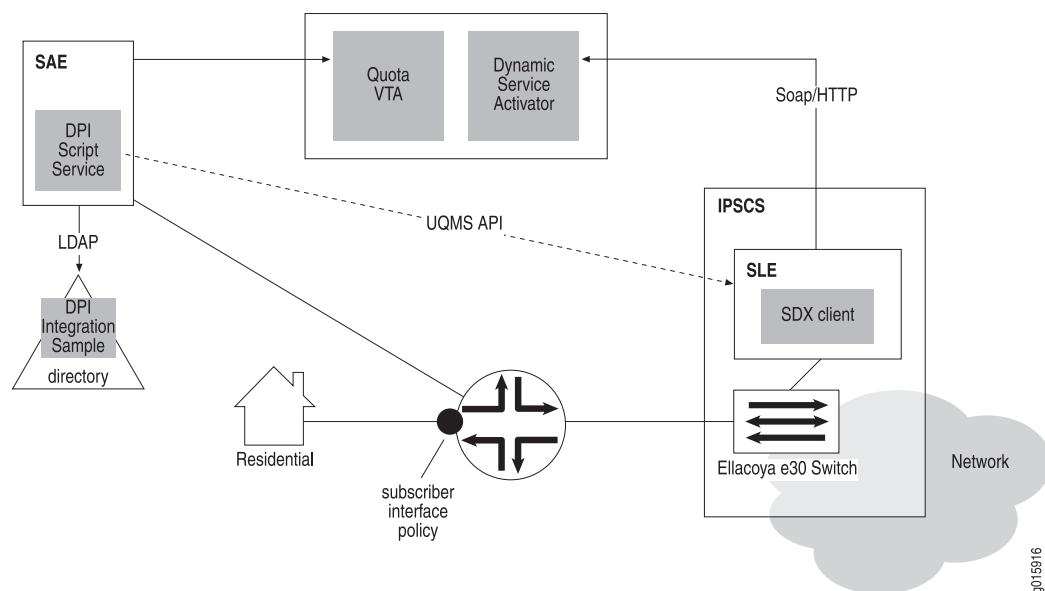 SAE
DPI
Script
Service
Quota
VTA
Dynamic
Service
Activator
Soap/HTTP
LDAP
UQMS API
IPSCS
SLE
SDX client
DPI
Integration
Sample
directory
Residential
subscriber
interface
policy
Ellacoya e30 Switch
Network
g015916